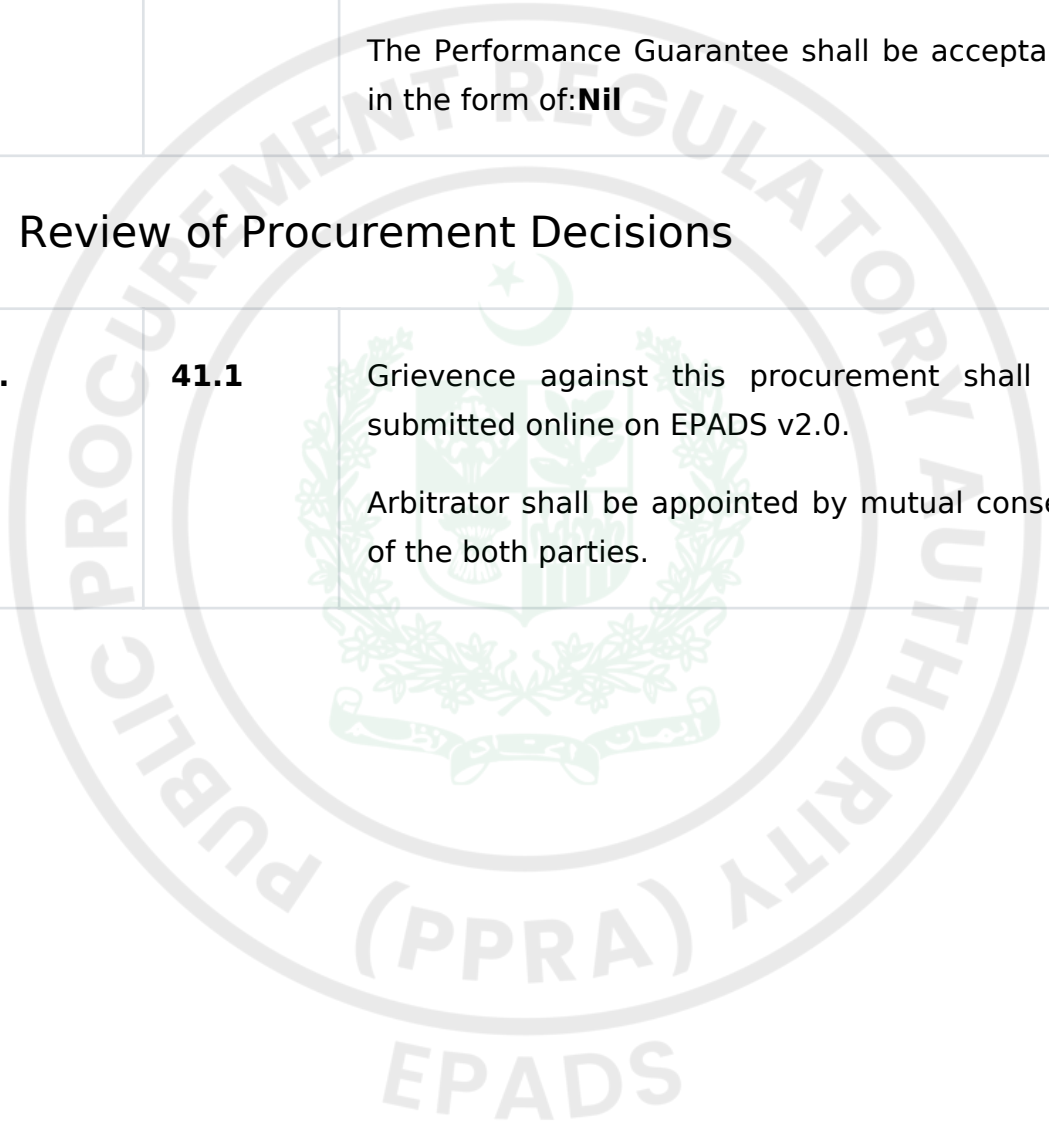 The Performance Guarantee shall be accepta
in the form of:Nil
Review of Procurement Decisions
. 41.1 Grievence against this procurement shall
submitted online on EPADS v2.0.
Arbitrator shall be appointed by mutual conse
of the both parties.
PUBLIC PROCUREMENT REGULATORY AUTHORITY
(PPRA)
EPADS